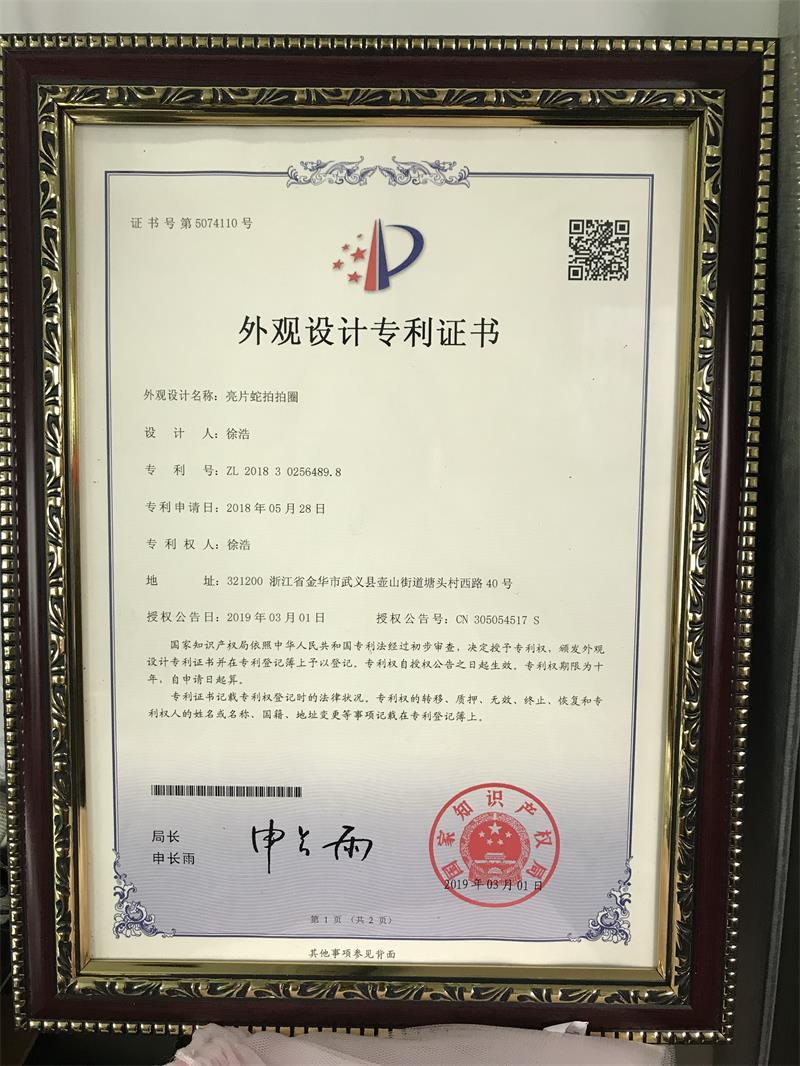 证书号第5074110号
外观设计专利证书
外观设计名称：亮片蛇拍拍圈
设计人：徐浩
专利号：ZL 2018 3 0256489.8
专利申请日：2018年05月28日
专利权人：徐浩
地址：321200 浙江省金华市武义县壶山街道塘头村西路40号
授权公告日：2019年03月01日 授权公告号：CN 305054517 S
国家知识产权局依照中华人民共和国专利法经过初步审查，决定授予专利权，颁发外观
设计专利证书并在专利登记簿上予以登记。专利权自授权公告之日起生效。专利权期限为十
年，自申请日起算。
专利证书记载专利权登记时的法律状况。专利权的转移、质押、无效、终止、恢复和专
利权人的姓名或名称、国籍、地址变更等事项记载在专利登记簿上。
局长
申长雨
申长雨
国家知识产权局
2019年03月01日
第1页（共2页）
其他事项参见背面